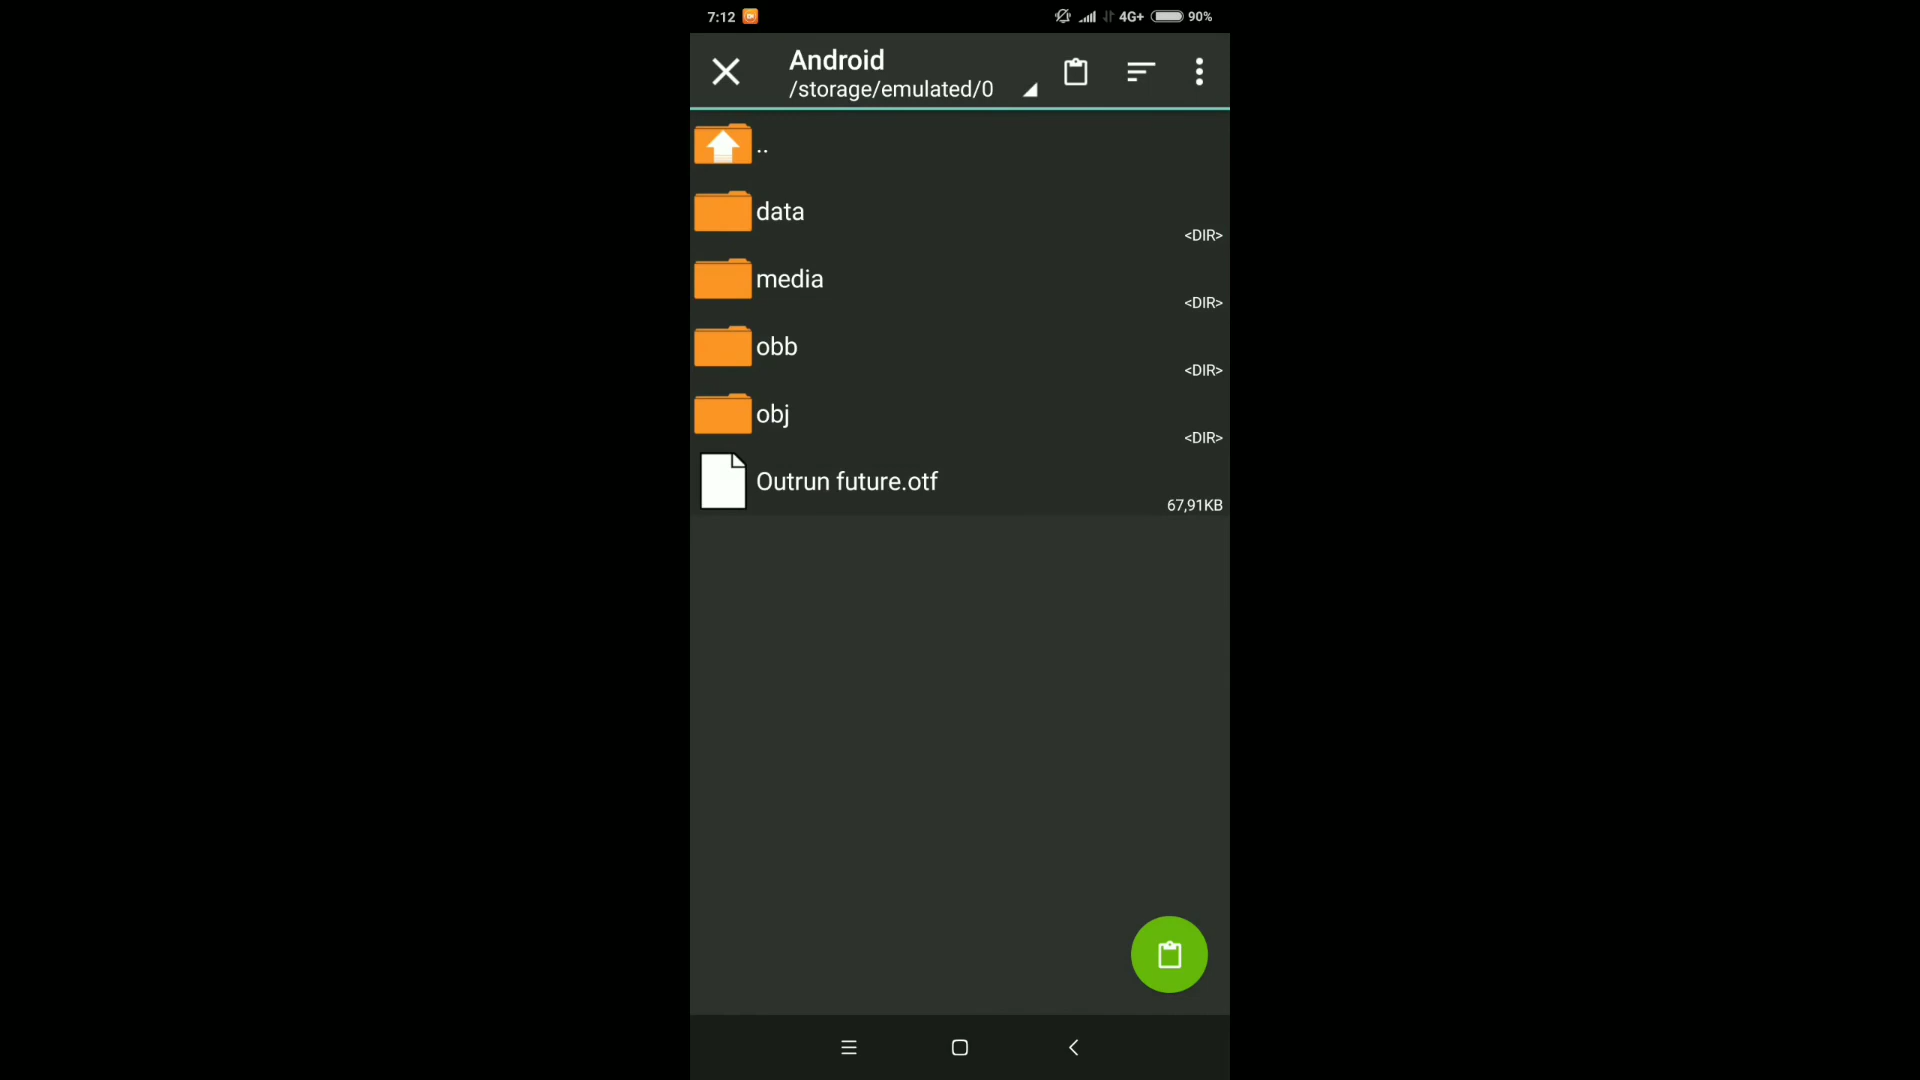 7:12 4G+ 90%
Android
/storage/emulated/0
..
data
<DIR>
media
<DIR>
obb
<DIR>
obj
<DIR>
Outrun future.otf
67,91KB